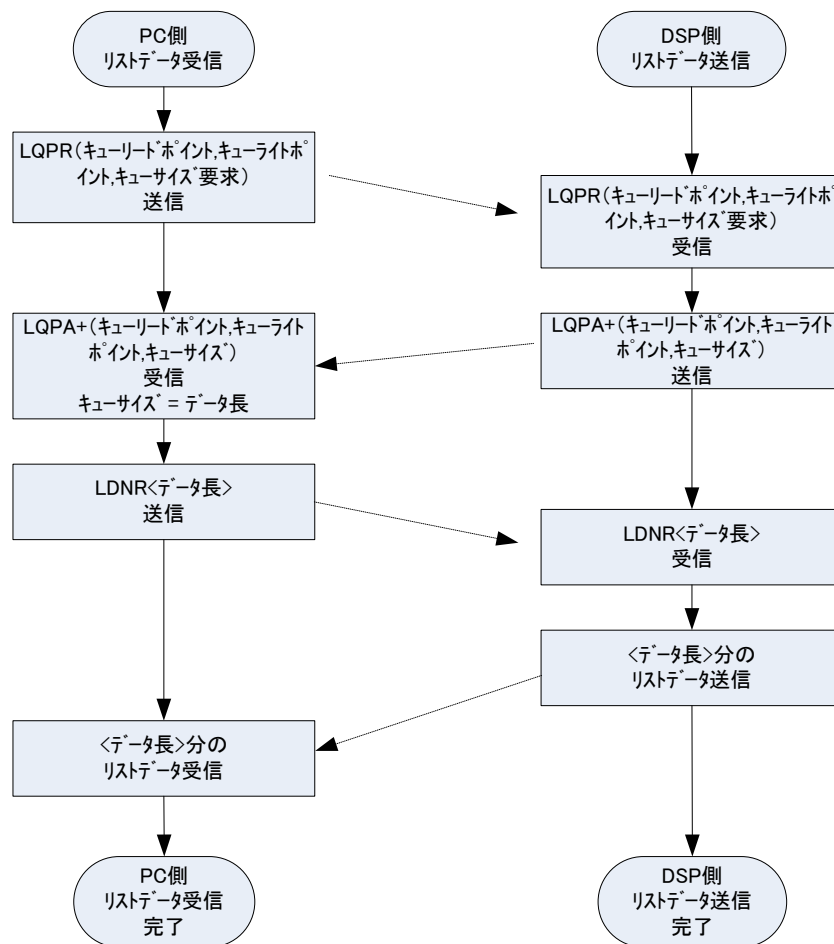 PC側
リストデータ受信
DSP側
リストデータ送信
LQPR(キューリードポイント,キューライトポ
イント,キューサイズ要求)
送信
LQPR(キューリードポイント,キューライトポ
イント,キューサイズ要求)
受信
LQPA+(キューリードポイント,キューライト
ポイント,キューサイズ)
受信
キューサイズ = データ長
LQPA+(キューリードポイント,キューライト
ポイント,キューサイズ)
送信
LDNR<データ長>
送信
LDNR<データ長>
受信
<データ長>分の
リストデータ送信
<データ長>分の
リストデータ受信
PC側
リストデータ受信
完了
DSP側
リストデータ送信
完了